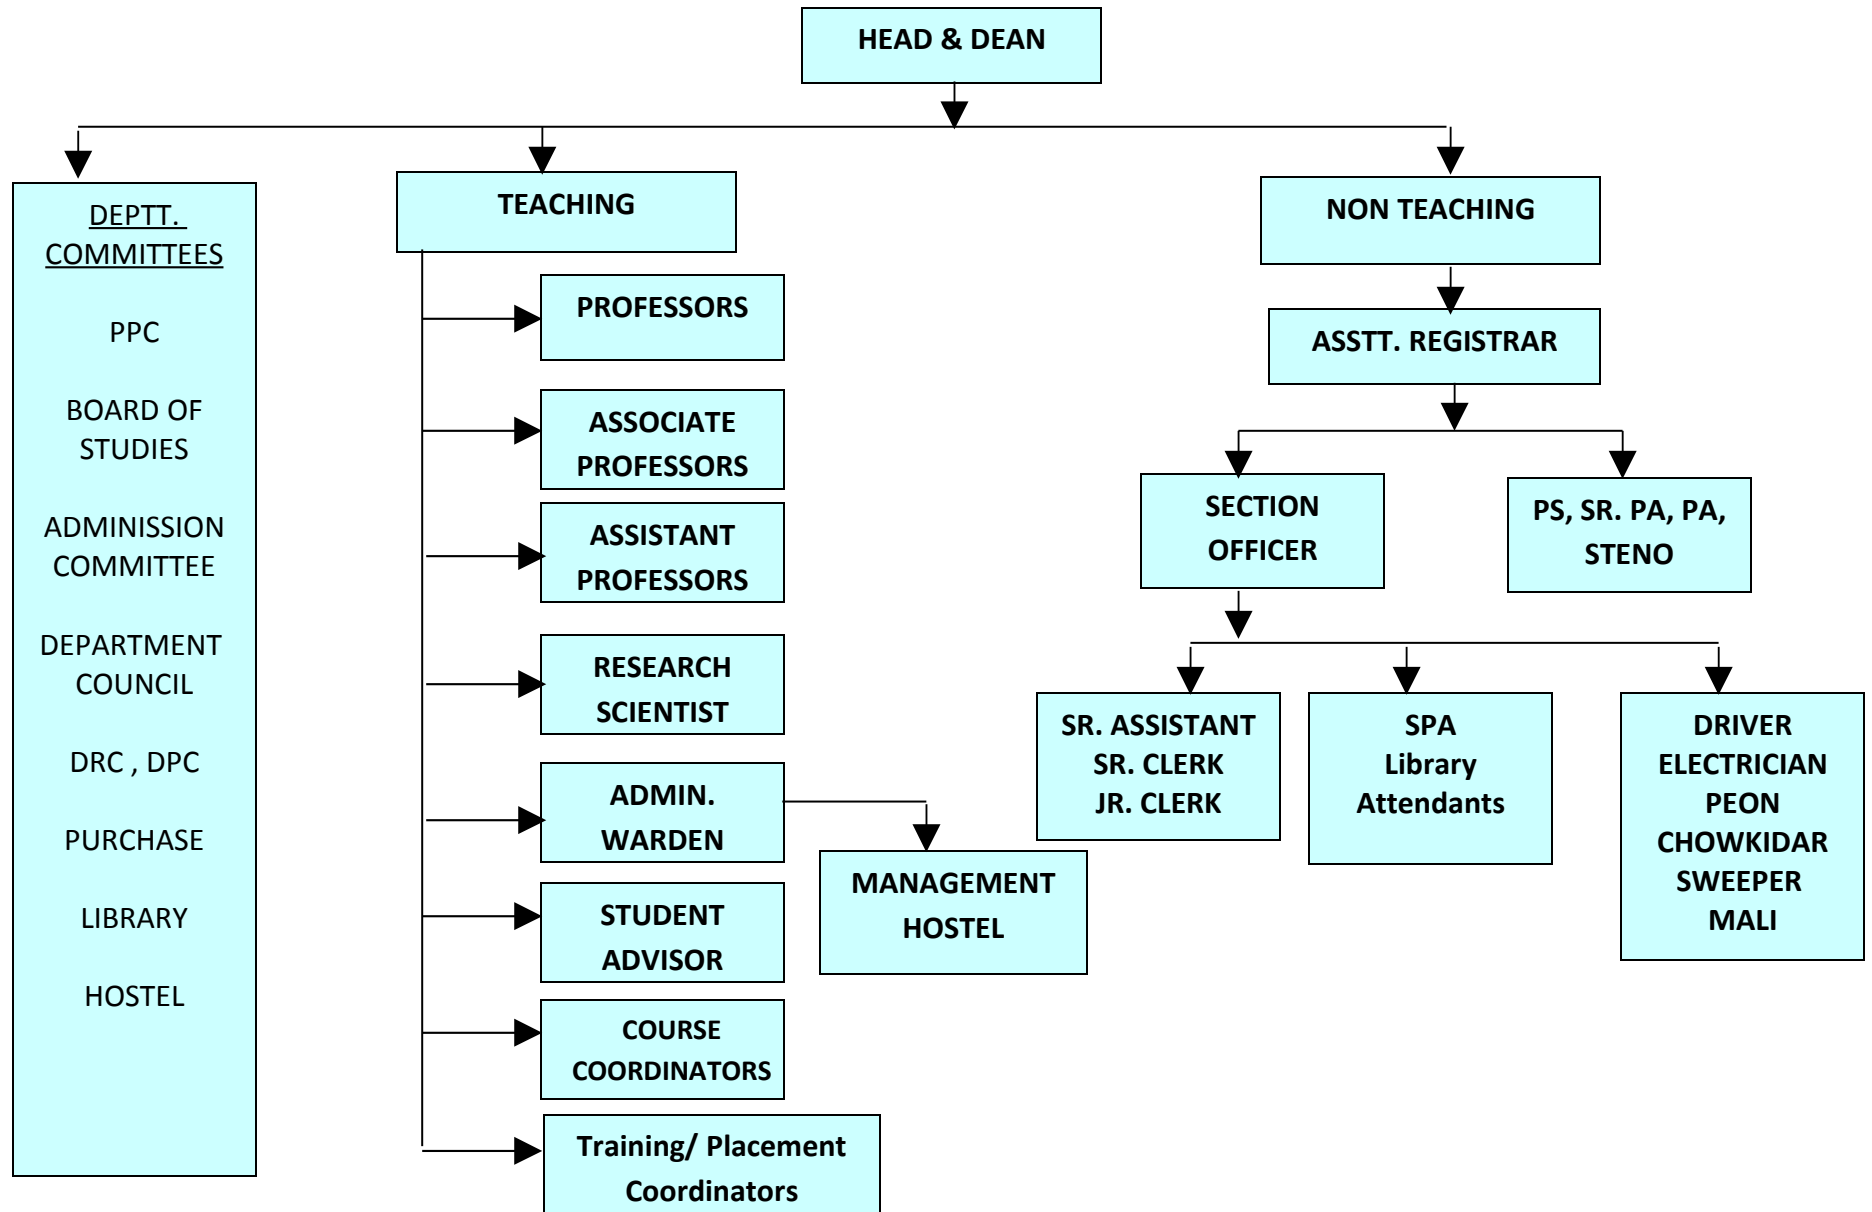 HEAD & DEAN
DEPTT.
COMMITTEES
PPC
BOARD OF
STUDIES
ADMINISSION
COMMITTEE
DEPARTMENT
COUNCIL
DRC , DPC
PURCHASE
LIBRARY
HOSTEL
TEACHING
PROFESSORS
ASSOCIATE
PROFESSORS
ASSISTANT
PROFESSORS
RESEARCH
SCIENTIST
ADMIN.
WARDEN
MANAGEMENT
HOSTEL
STUDENT
ADVISOR
COURSE
COORDINATORS
Training/ Placement
Coordinators
NON TEACHING
ASSTT. REGISTRAR
SECTION
OFFICER
PS, SR. PA, PA,
STENO
SR. ASSISTANT
SR. CLERK
JR. CLERK
SPA
Library
Attendants
DRIVER
ELECTRICIAN
PEON
CHOWKIDAR
SWEEPER
MALI